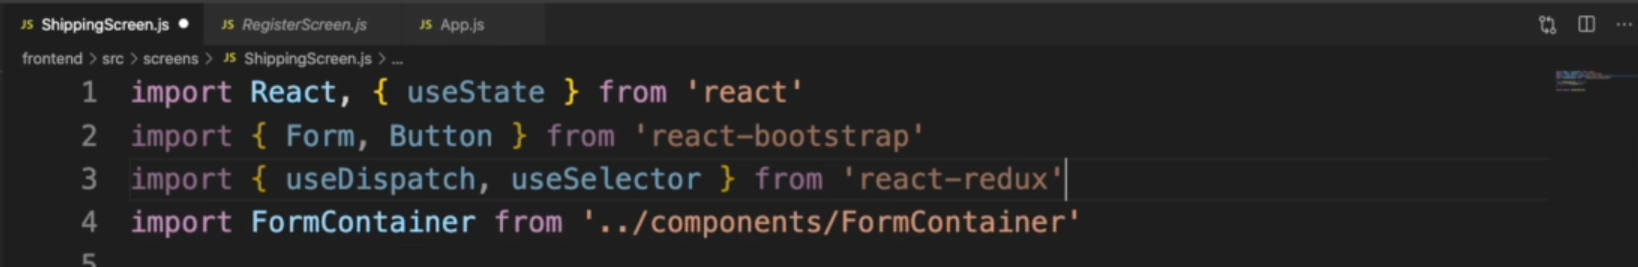 JS ShippingScreen.js JS RegisterScreen.js JS App.js
frontend > src > screens > JS ShippingScreen.js > ...
1 import React, { useState } from 'react'
2 import { Form, Button } from 'react-bootstrap'
3 import { useDispatch, useSelector } from 'react-redux'
4 import FormContainer from '../components/FormContainer'
5